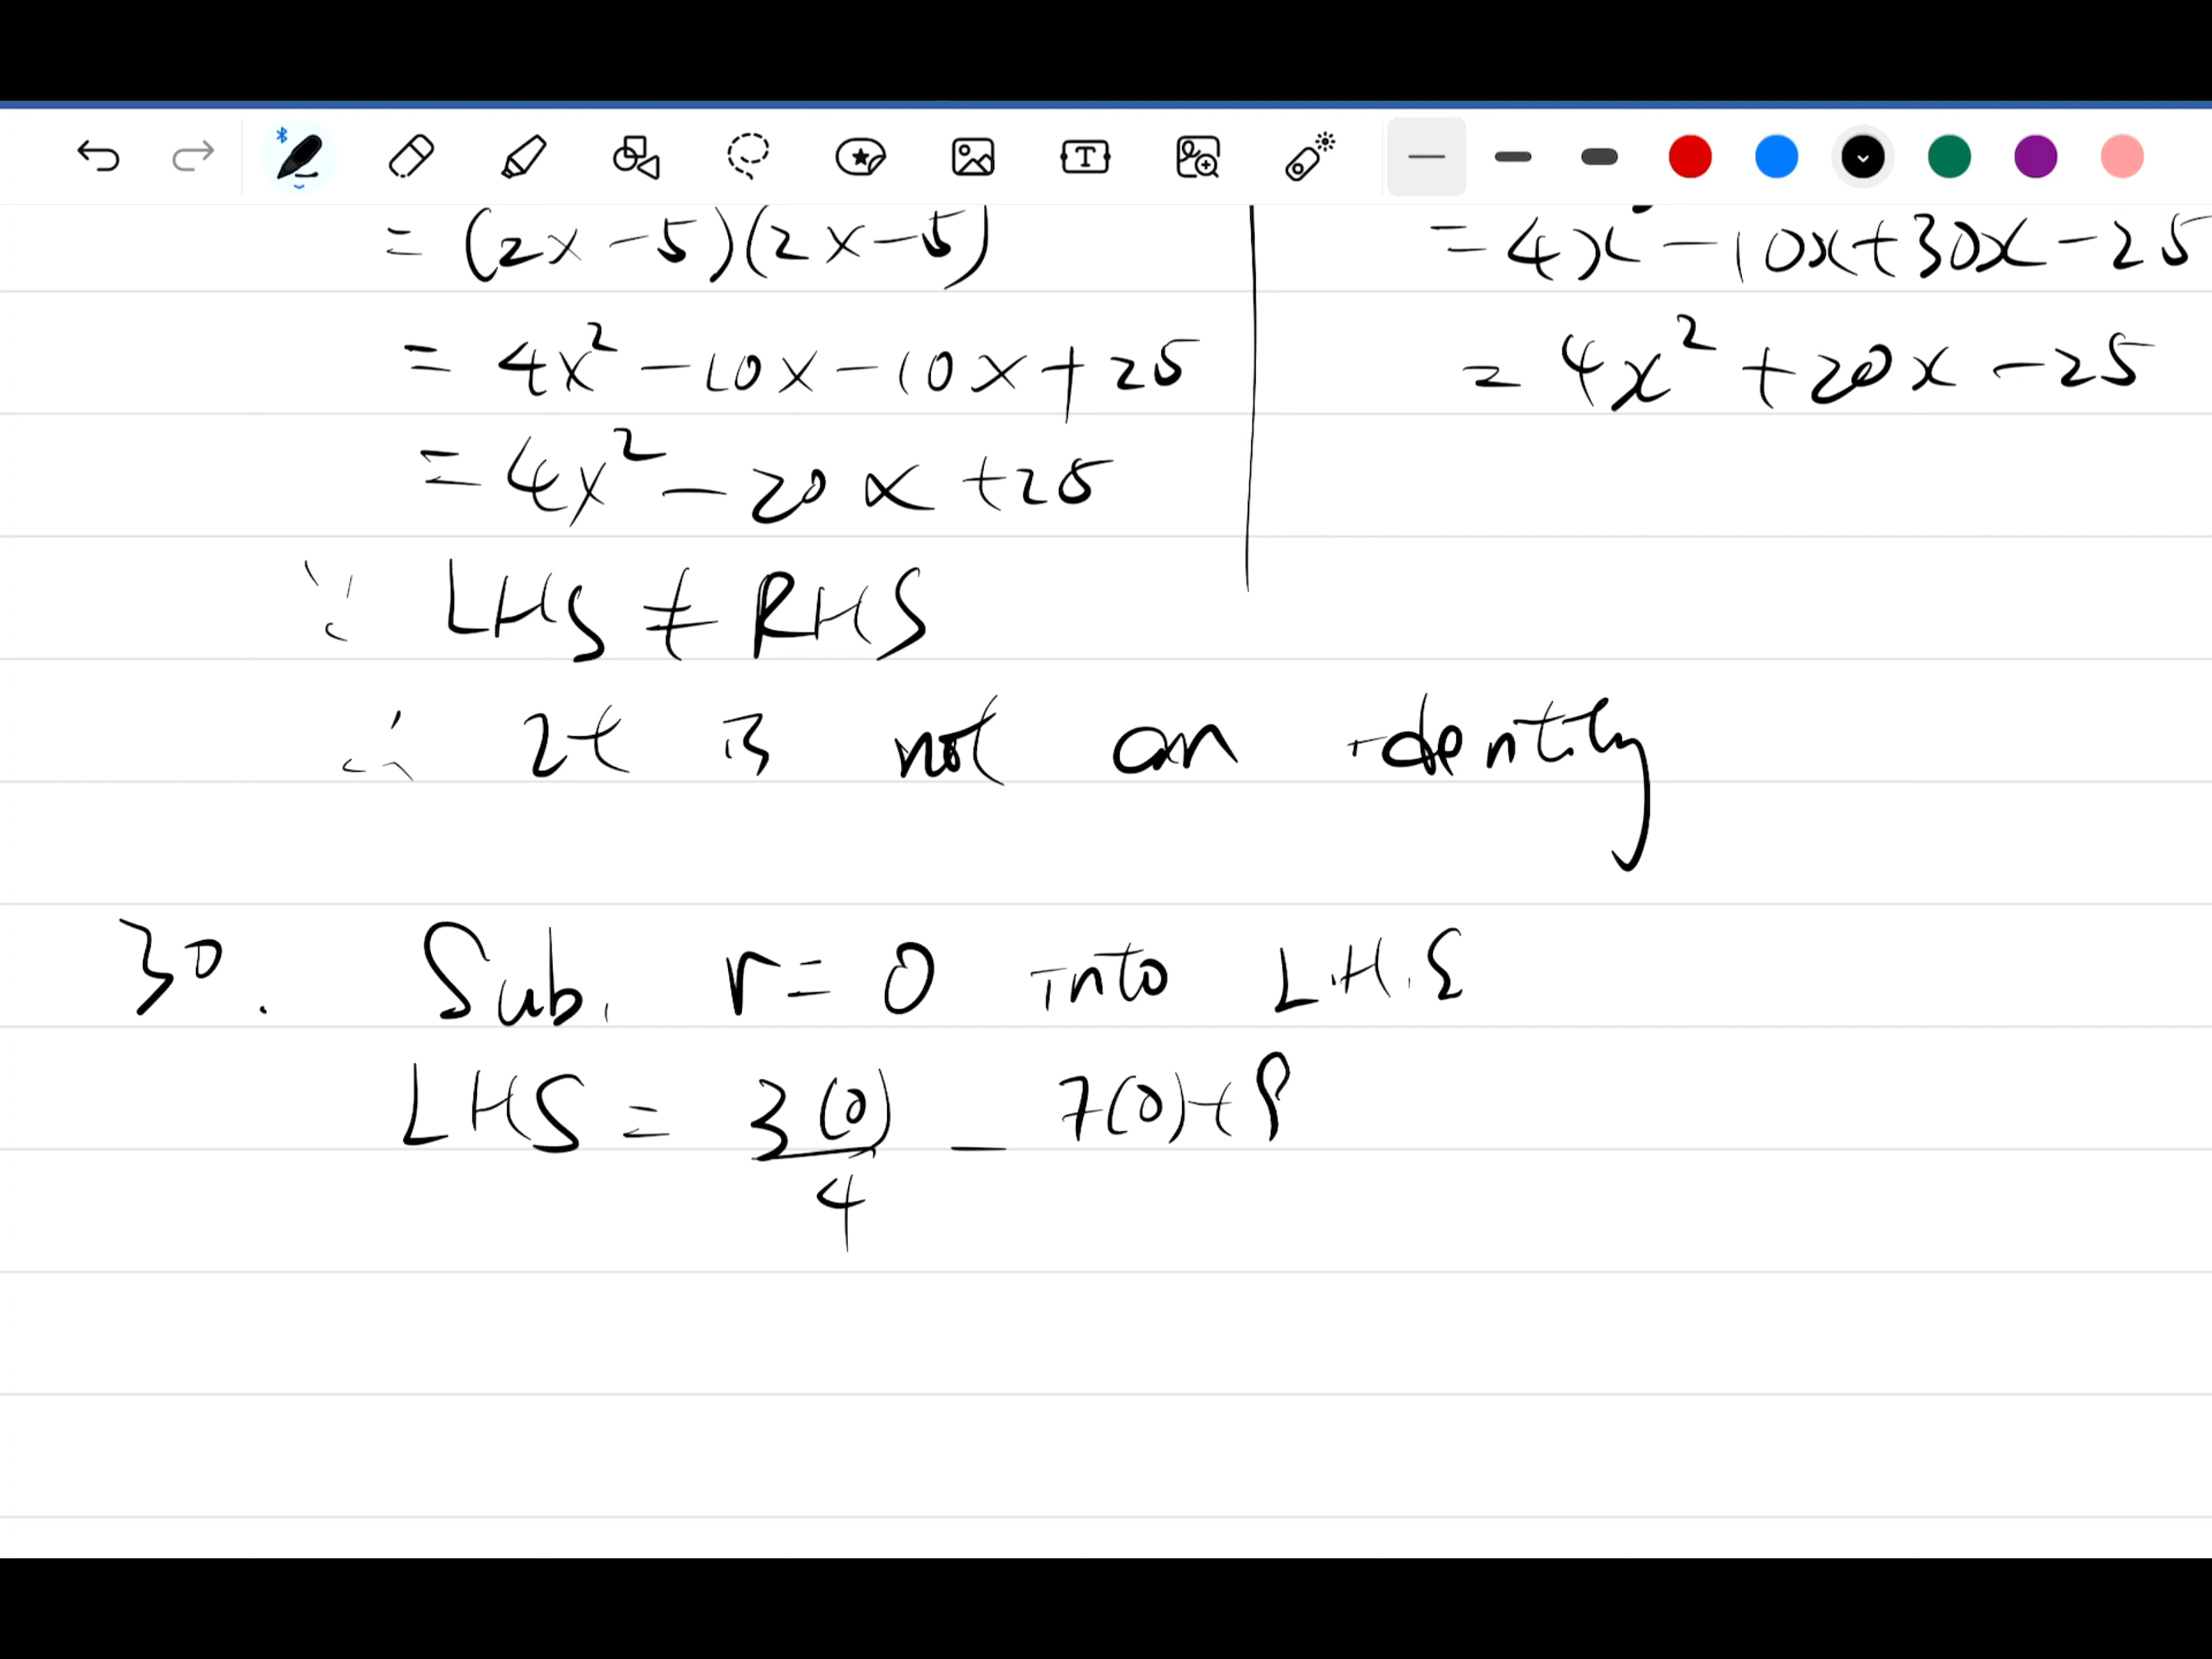 = (2x-5)(2x-5)
= 4x² -10x -10x +25
= 4x² -20x +25
= 4x² -10x+30x-25
= 4x² +20x -25
∵ LHS ≠ RHS
∴ It is not an identity
30. Sub. r = 0 into L.H.S
LHS = 3(0)/4 - 7(0)+8